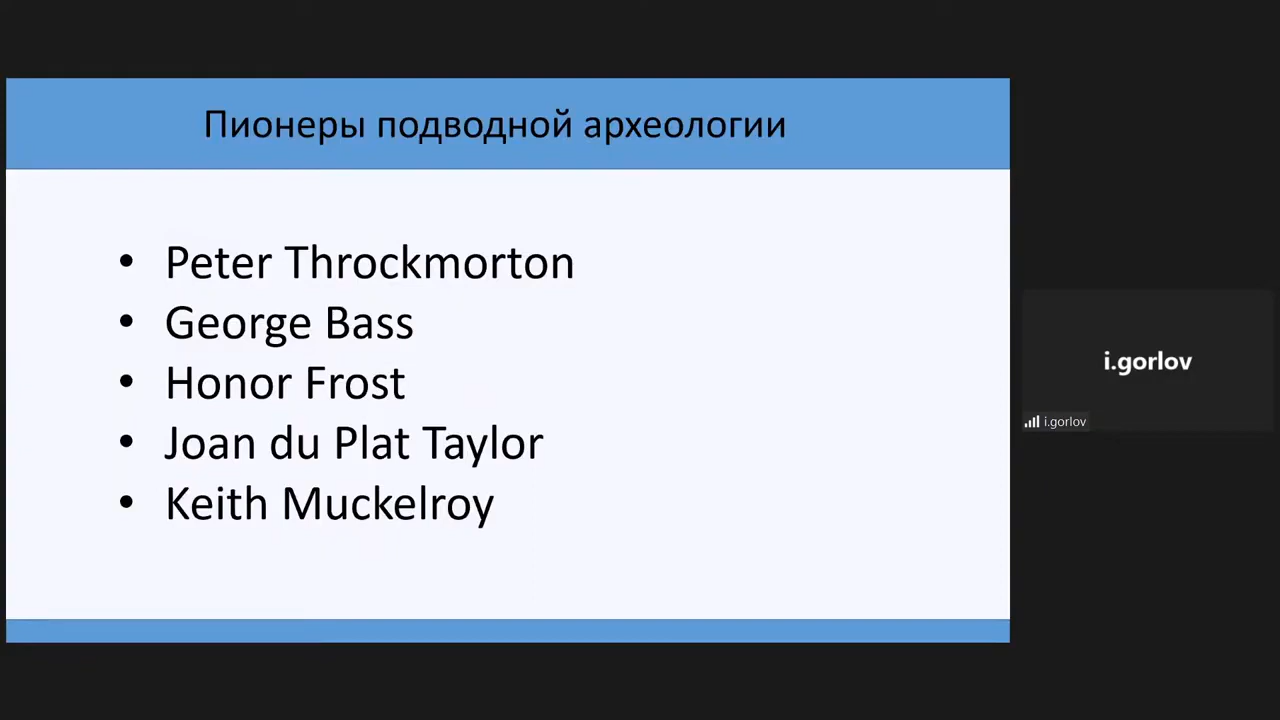 Пионеры подводной археологии
• Peter Throckmorton
• George Bass
• Honor Frost
• Joan du Plat Taylor
• Keith Muckelroy
i.gorlov
i.gorlov